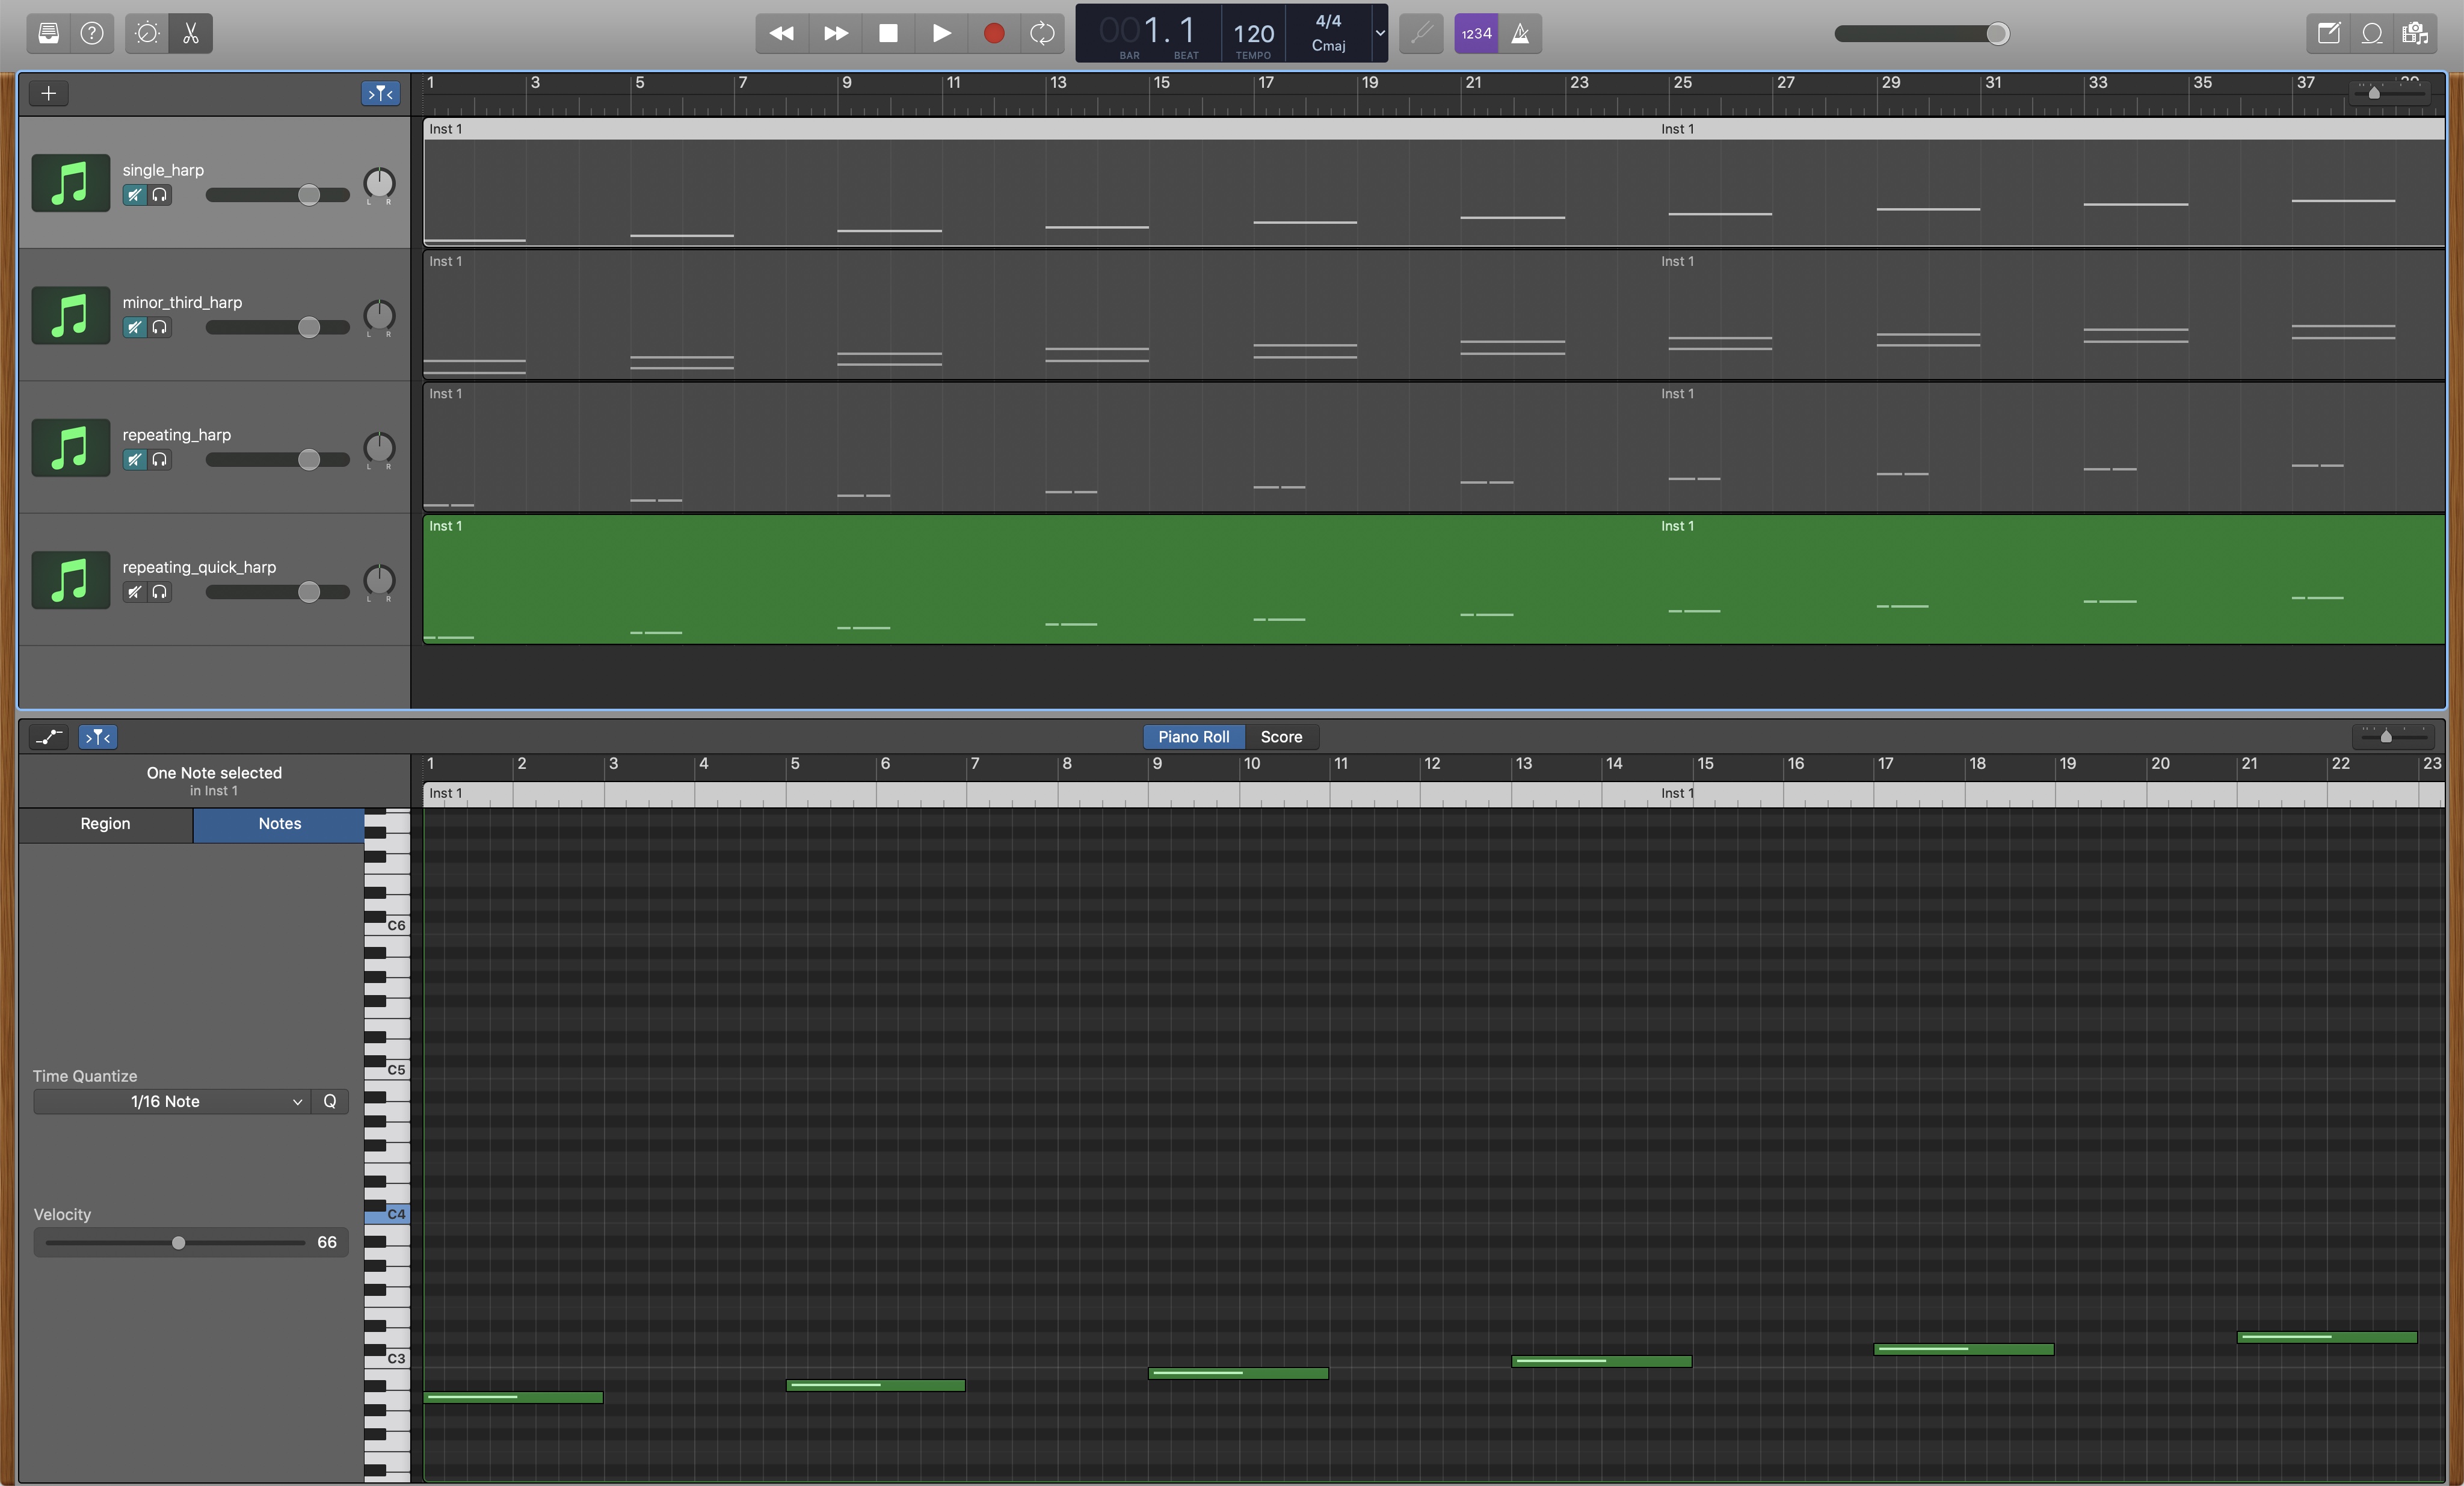 ?
001.1
BAR BEAT
120
TEMPO
4/4
Cmaj
1234
1 3 5 7 9 11 13 15 17 19 21 23 25 27 29 31 33 35 37
single_harp
L R
Inst 1 Inst 1
minor_third_harp
L R
Inst 1 Inst 1
repeating_harp
L R
Inst 1 Inst 1
repeating_quick_harp
L R
Inst 1 Inst 1
Piano Roll Score
One Note selected
in Inst 1
1 2 3 4 5 6 7 8 9 10 11 12 13 14 15 16 17 18 19 20 21 22 23
Inst 1 Inst 1
Region Notes
C6
C5
Time Quantize
1/16 Note Q
C4
Velocity
66
C3